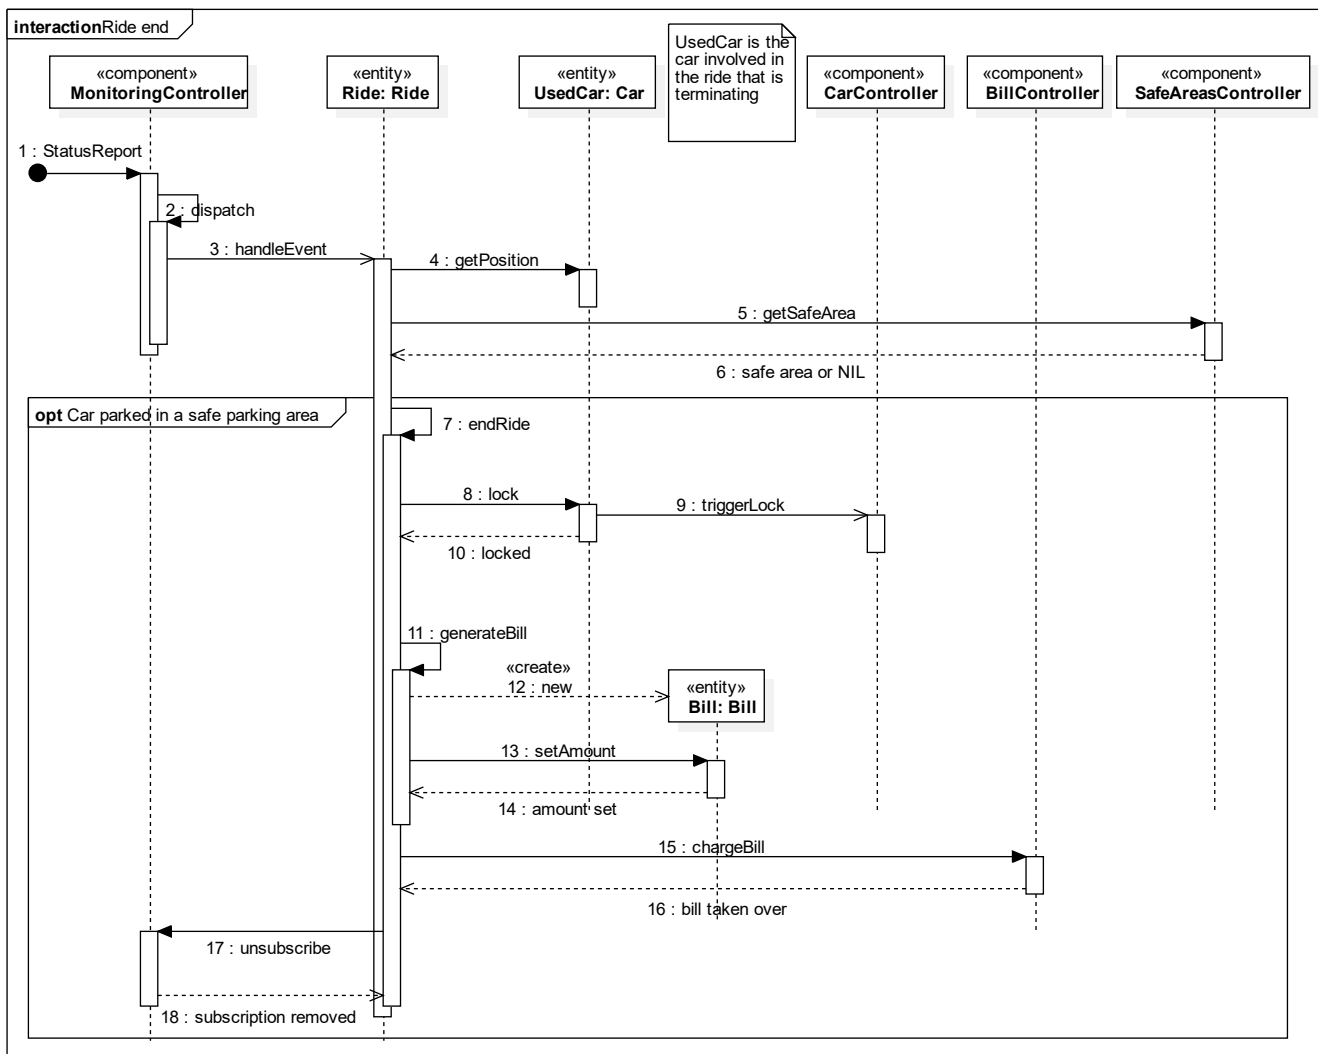 interactionRide end
UsedCar is the
car involved in
the ride that is
terminating
«component»
MonitoringController
«entity»
Ride: Ride
«entity»
UsedCar: Car
«component»
CarController
«component»
BillController
«component»
SafeAreasController
1 : StatusReport
2 : dispatch
3 : handleEvent
4 : getPosition
5 : getSafeArea
6 : safe area or NIL
opt Car parked in a safe parking area
7 : endRide
8 : lock
9 : triggerLock
10 : locked
11 : generateBill
«create»
12 : new
«entity»
Bill: Bill
13 : setAmount
14 : amount set
15 : chargeBill
16 : bill taken over
17 : unsubscribe
18 : subscription removed